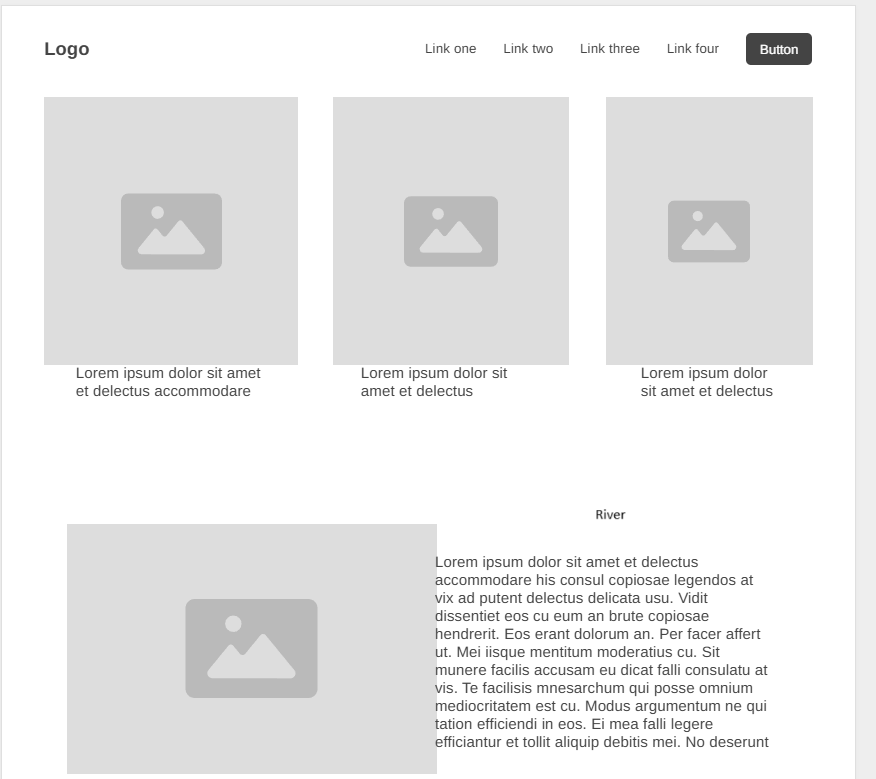 Logo
Link one
Link two
Link three
Link four
Button
Lorem ipsum dolor sit amet
et delectus accommodare
Lorem ipsum dolor sit
amet et delectus
Lorem ipsum dolor
sit amet et delectus
River
Lorem ipsum dolor sit amet et delectus
accommodare his consul copiosae legendos at
vix ad putent delectus delicata usu. Vidit
dissentiet eos cu eum an brute copiosae
hendrerit. Eos erant dolorum an. Per facer affert
ut. Mei iisque mentitum moderatius cu. Sit
munere facilis accusam eu dicat falli consulatu at
vis. Te facilisis mnesarchum qui posse omnium
mediocritatem est cu. Modus argumentum ne qui
tation efficiendi in eos. Ei mea falli legere
efficiantur et tollit aliquip debitis mei. No deserunt